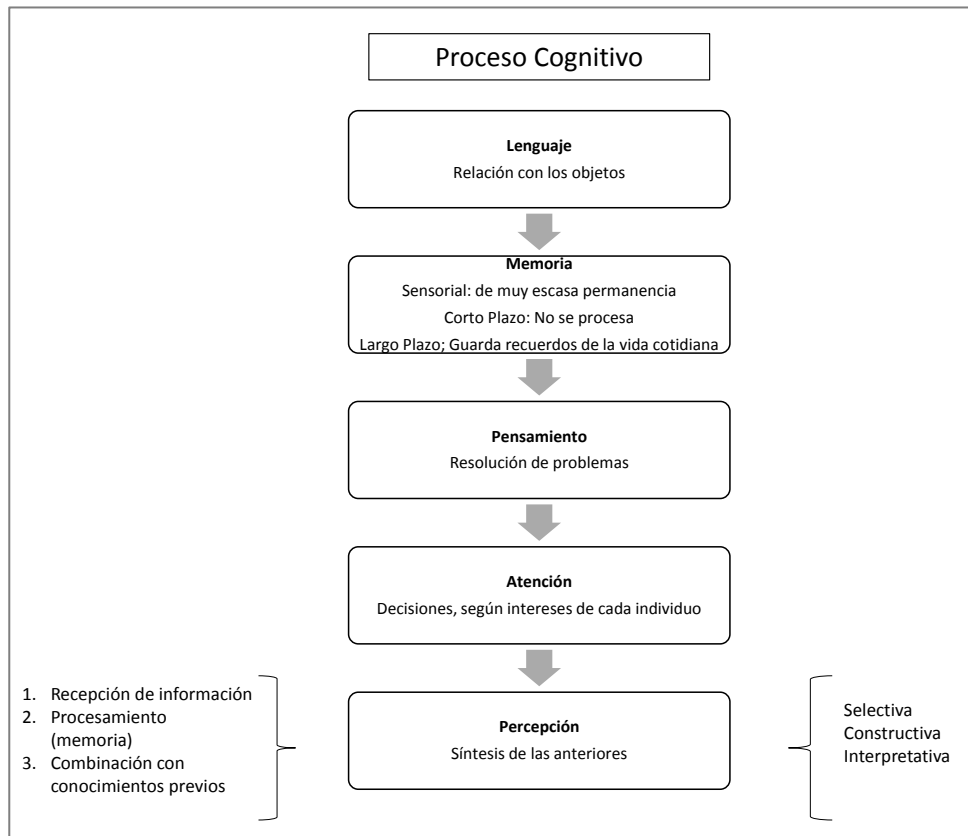 Proceso Cognitivo
Lenguaje
Relación con los objetos
Memoria
Sensorial: de muy escasa permanencia
Corto Plazo: No se procesa
Largo Plazo; Guarda recuerdos de la vida cotidiana
Pensamiento
Resolución de problemas
Atención
Decisiones, según intereses de cada individuo
1. Recepción de información
2. Procesamiento
(memoria)
3. Combinación con
conocimientos previos
Percepción
Síntesis de las anteriores
Selectiva
Constructiva
Interpretativa